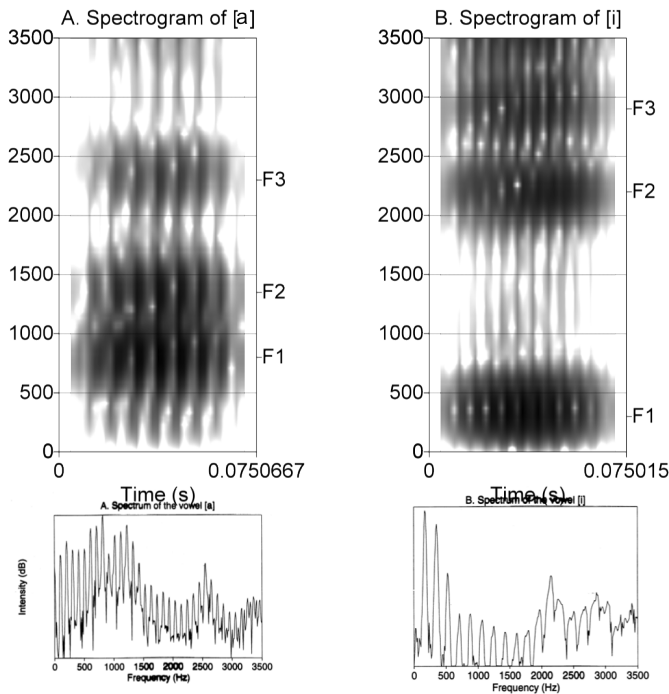 A. Spectrogram of [a]
3500
3000
2500
2000
1500
1000
500
0
F3
F2
F1
0
0.0750667
Time (s)
B. Spectrogram of [i]
3500
3000
2500
2000
1500
1000
500
0
F3
F2
F1
0
0.075015
Time (s)
A. Spectrum of the vowel [a]
Intensity (dB)
0 500 1000 1500 2000 2500 3000 3500
Frequency (Hz)
B. Spectrum of the vowel [i]
0 500 1000 1500 2000 2500 3000 3500
Frequency (Hz)